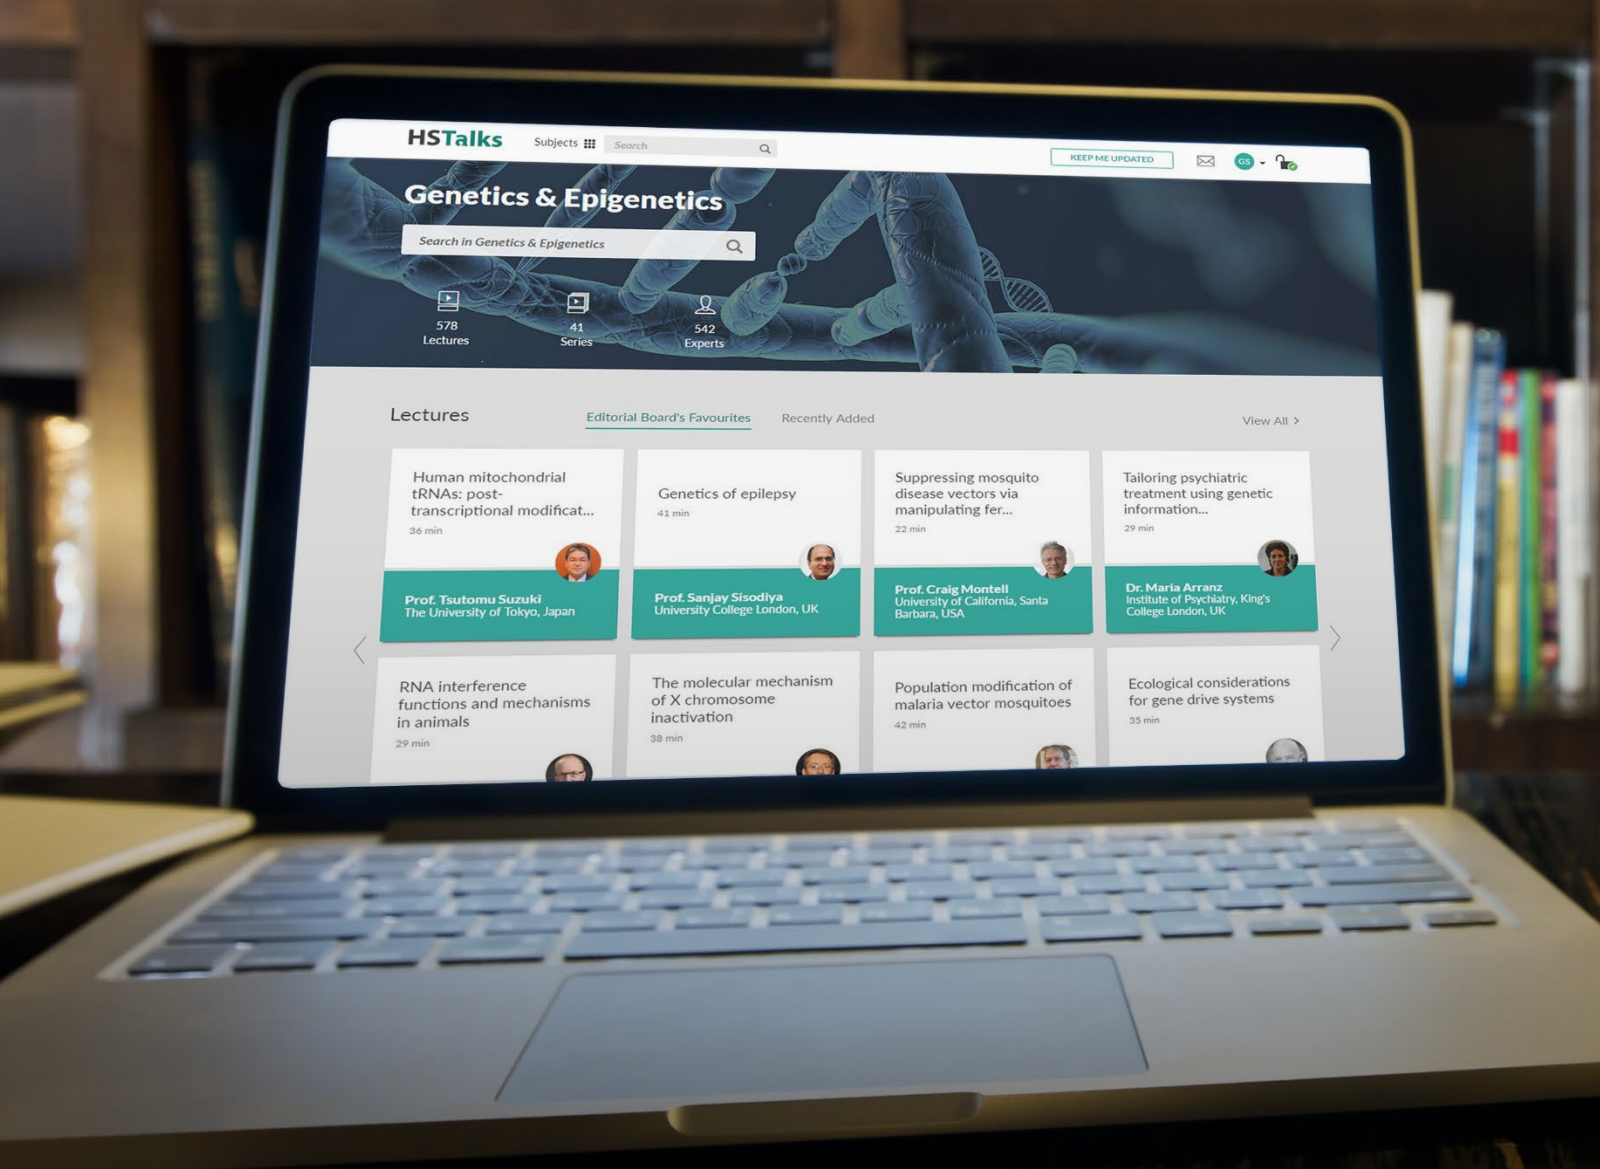 HSTalks
Subjects
Search
KEEP ME UPDATED
GS
Genetics & Epigenetics
Search in Genetics & Epigenetics
578
Lectures
41
Series
542
Experts
Lectures
Editorial Board's Favourites
Recently Added
View All
Human mitochondrial
tRNAs: post-
transcriptional modificat...
36 min
Prof. Tsutomu Suzuki
The University of Tokyo, Japan
Genetics of epilepsy
41 min
Prof. Sanjay Sisodiya
University College London, UK
Suppressing mosquito
disease vectors via
manipulating fer...
22 min
Prof. Craig Montell
University of California, Santa
Barbara, USA
Tailoring psychiatric
treatment using genetic
information...
29 min
Dr. Maria Arranz
Institute of Psychiatry, King's
College London, UK
RNA interference
functions and mechanisms
in animals
29 min
The molecular mechanism
of X chromosome
inactivation
38 min
Population modification of
malaria vector mosquitoes
42 min
Ecological considerations
for gene drive systems
35 min